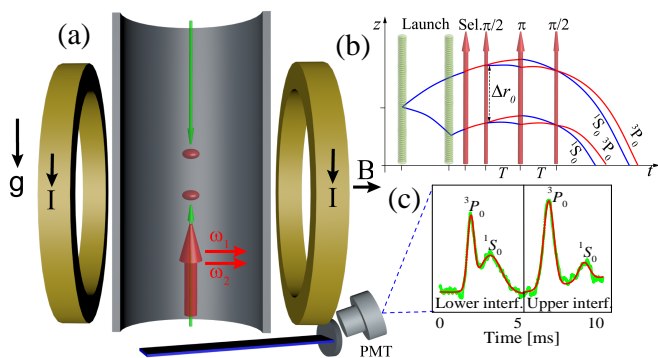 (a)
g
I
I
B
ω1
ω2
PMT
(b)
z
Launch
Sel.
π/2
π
π/2
Δr0
T
T
t
1S0
1S0
3P0
3P0
(c)
3P0
1S0
3P0
1S0
Lower interf.
Upper interf.
0
5
10
Time [ms]